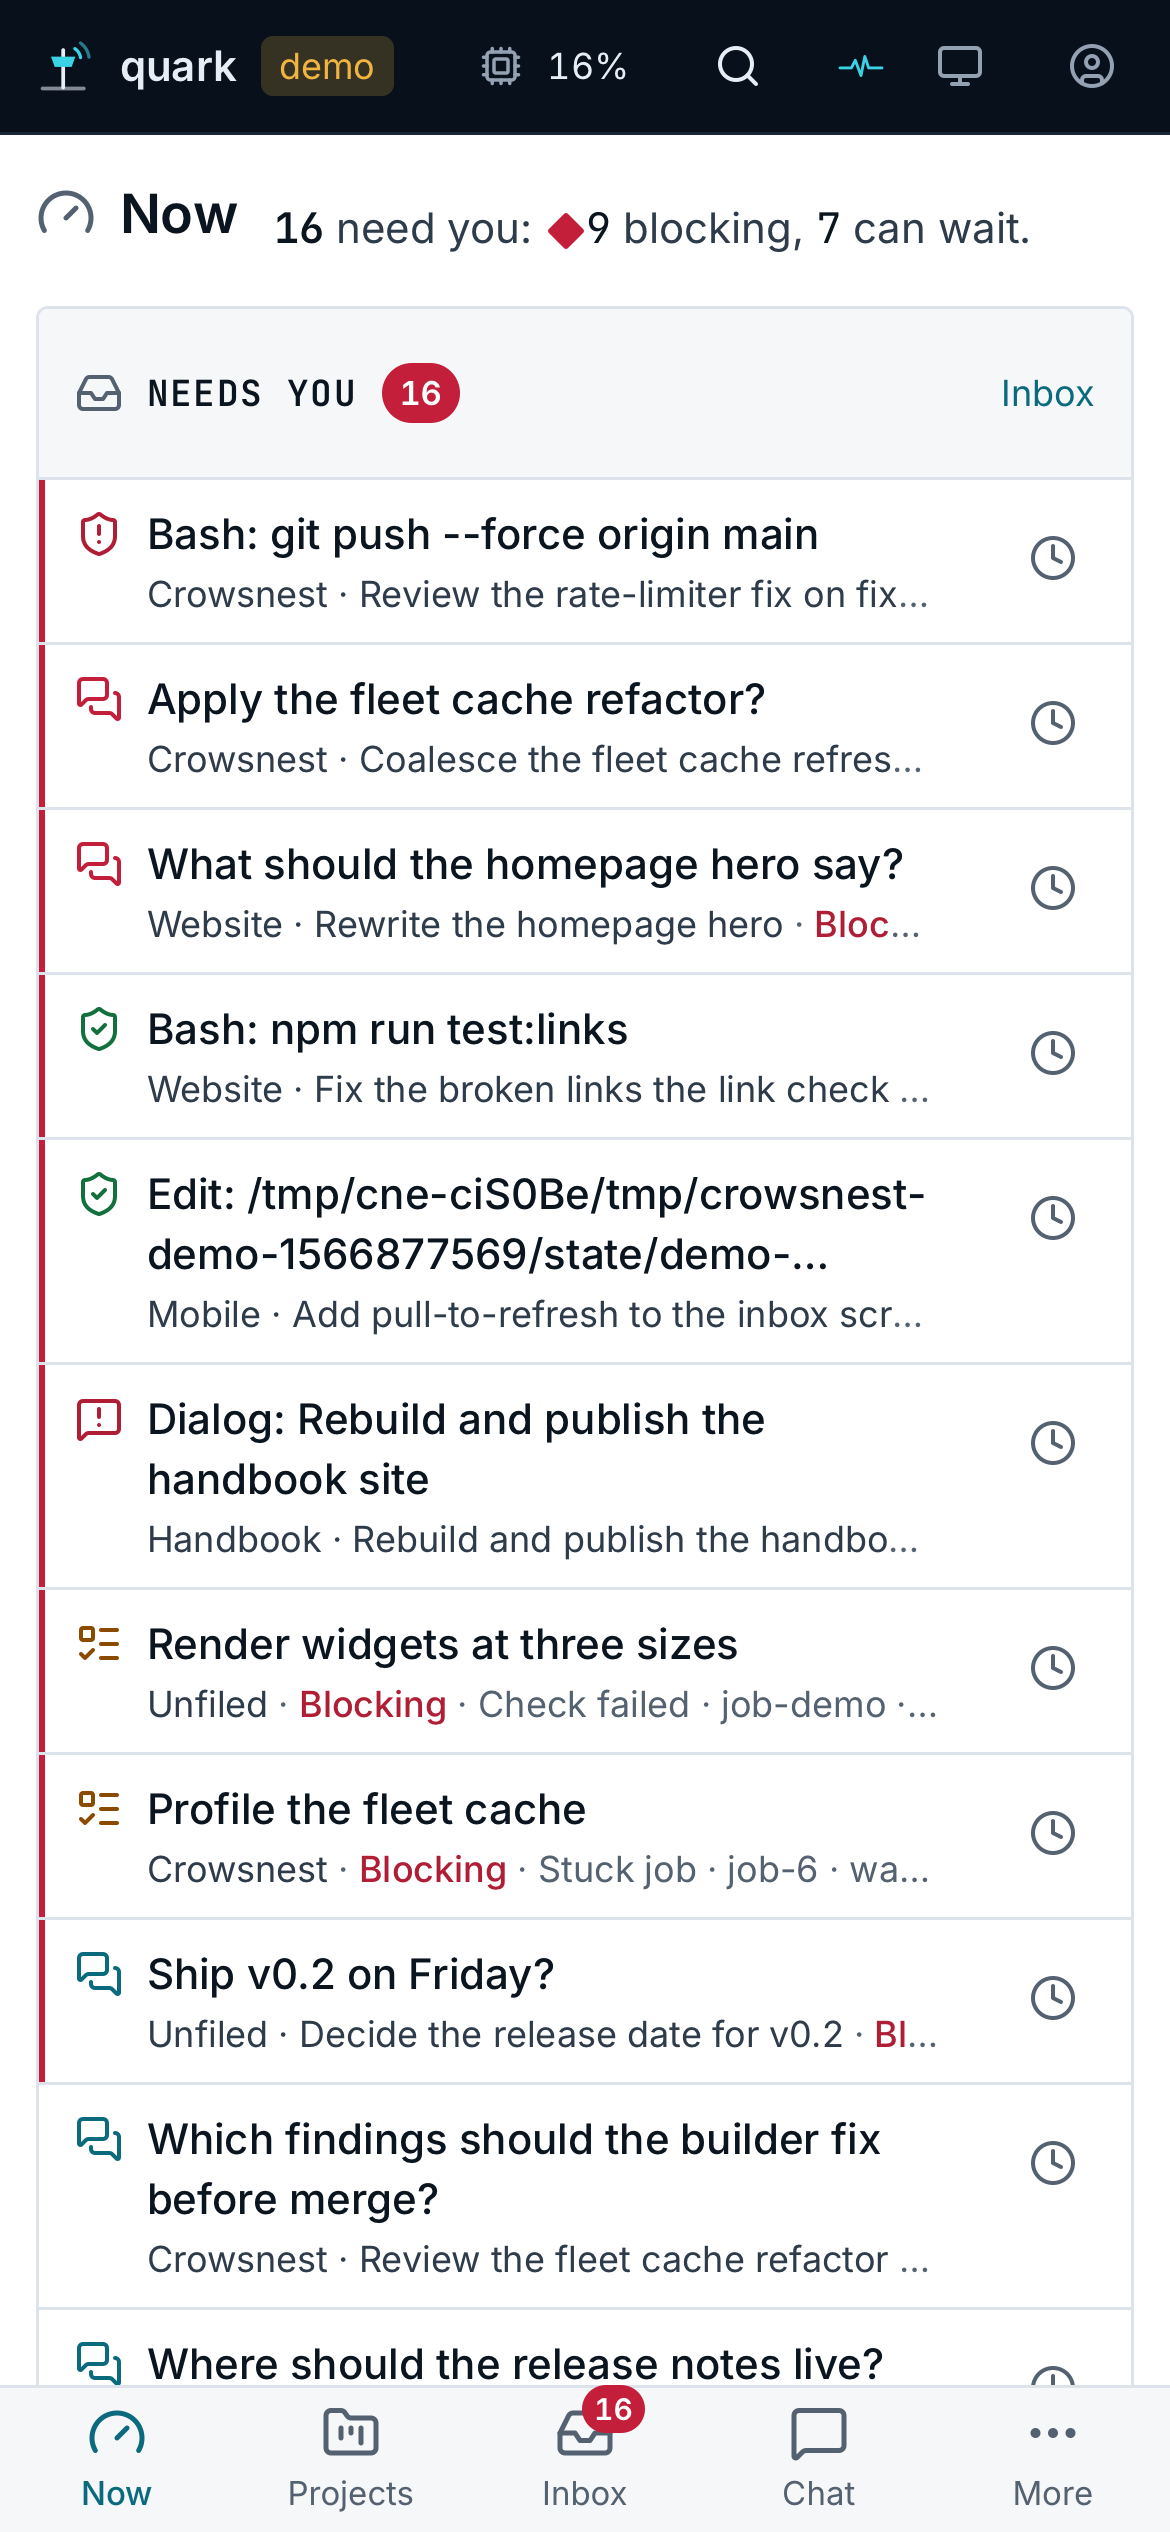 quark demo 16%
Now 16 need you: 9 blocking, 7 can wait.
NEEDS YOU 16 Inbox
Bash: git push --force origin main
Crowsnest · Review the rate-limiter fix on fix...
Apply the fleet cache refactor?
Crowsnest · Coalesce the fleet cache refres...
What should the homepage hero say?
Website · Rewrite the homepage hero · Bloc...
Bash: npm run test:links
Website · Fix the broken links the link check ...
Edit: /tmp/cne-ciS0Be/tmp/crowsnest-
demo-1566877569/state/demo-...
Mobile · Add pull-to-refresh to the inbox scr...
Dialog: Rebuild and publish the
handbook site
Handbook · Rebuild and publish the handbo...
Render widgets at three sizes
Unfiled · Blocking · Check failed · job-demo ·...
Profile the fleet cache
Crowsnest · Blocking · Stuck job · job-6 · wa...
Ship v0.2 on Friday?
Unfiled · Decide the release date for v0.2 · Bl...
Which findings should the builder fix
before merge?
Crowsnest · Review the fleet cache refactor ...
Where should the release notes live?
16
Now Projects Inbox Chat More